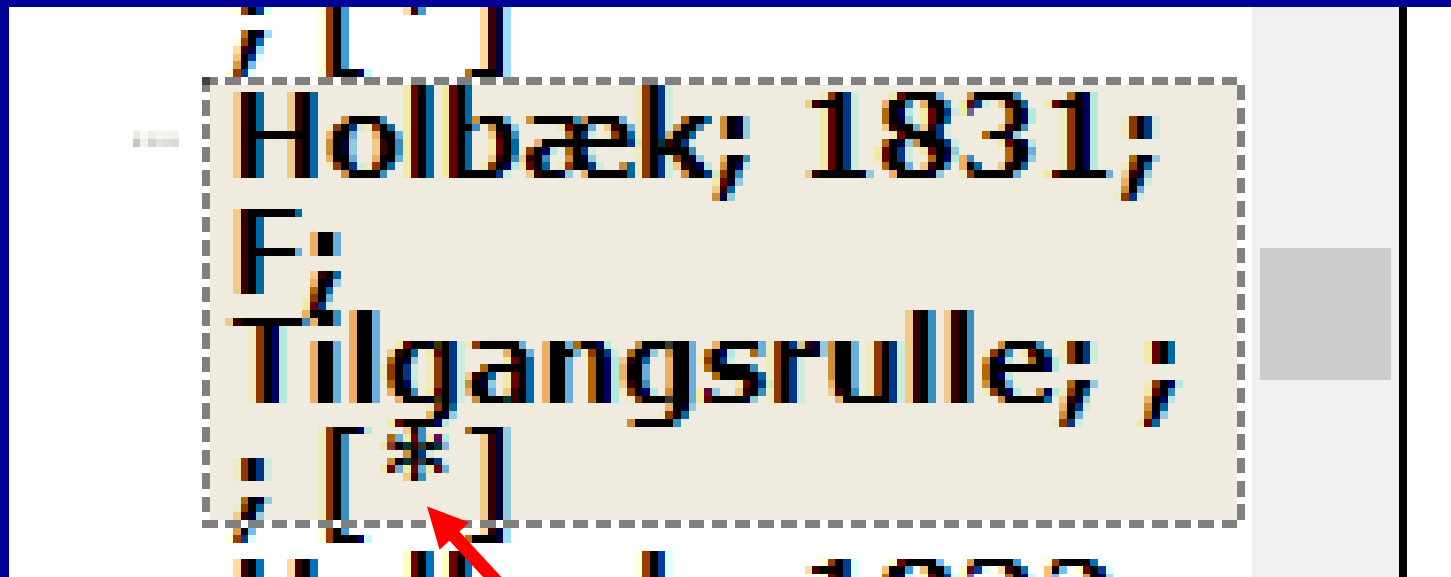 ; [*]
Holbæk; 1831;
F;
Tilgangsrulle; ;
; [*]